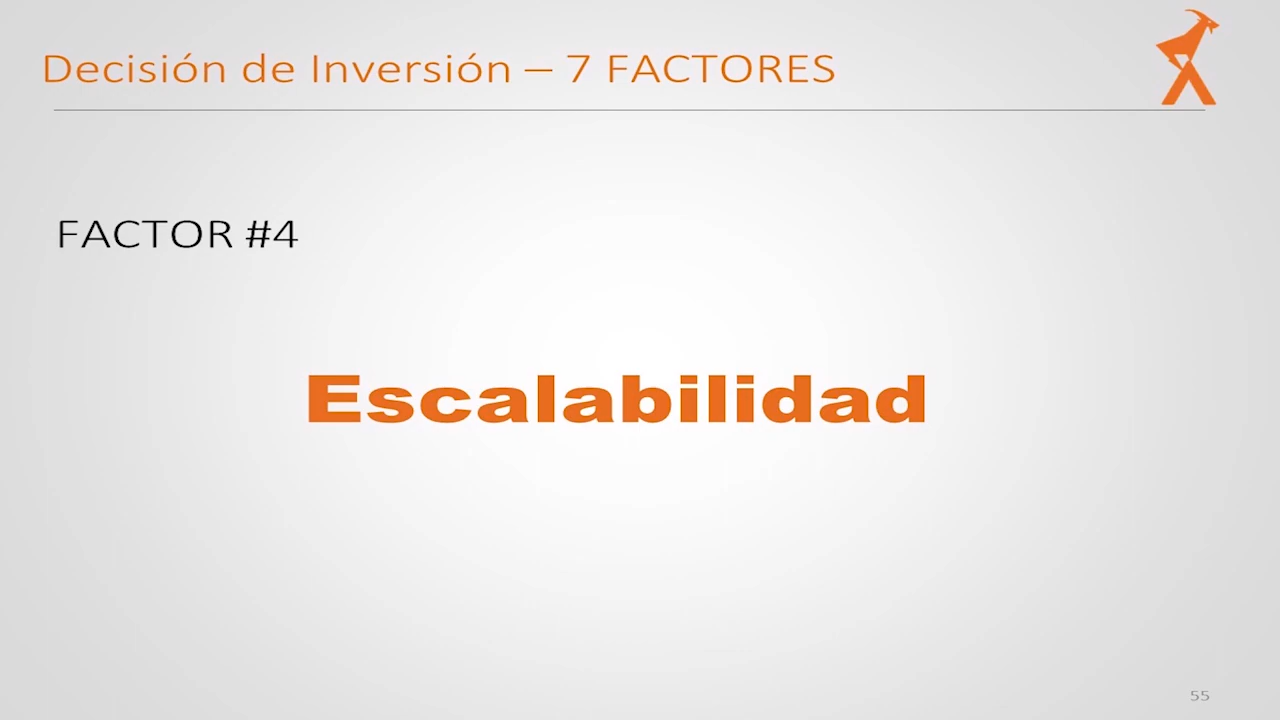 Decisión de Inversión – 7 FACTORES
FACTOR #4
Escalabilidad
55